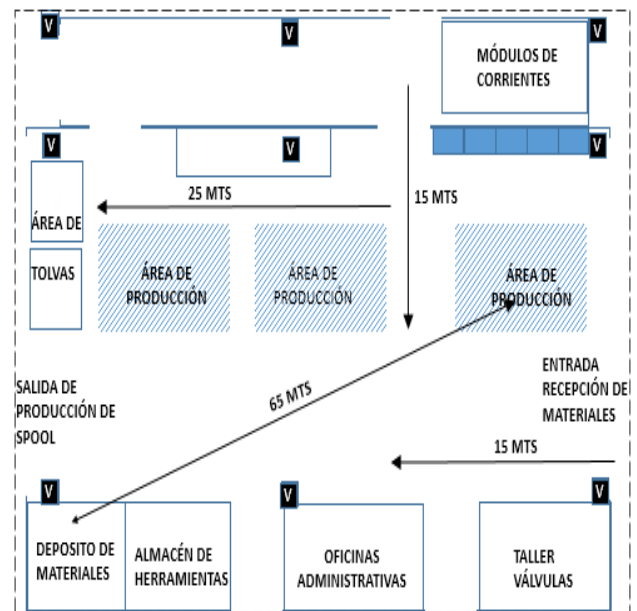 V
V
V
MÓDULOS DE
CORRIENTES
V
V
V
25 MTS
15 MTS
ÁREA DE
TOLVAS
ÁREA DE
PRODUCCIÓN
ÁREA DE
PRODUCCIÓN
ÁREA DE
PRODUCCIÓN
SALIDA DE
PRODUCCIÓN DE
SPOOL
65 MTS
ENTRADA
RECEPCIÓN DE
MATERIALES
15 MTS
V
V
V
DEPOSITO DE
MATERIALES
ALMACÉN DE
HERRAMIENTAS
OFICINAS
ADMINISTRATIVAS
TALLER
VÁLVULAS